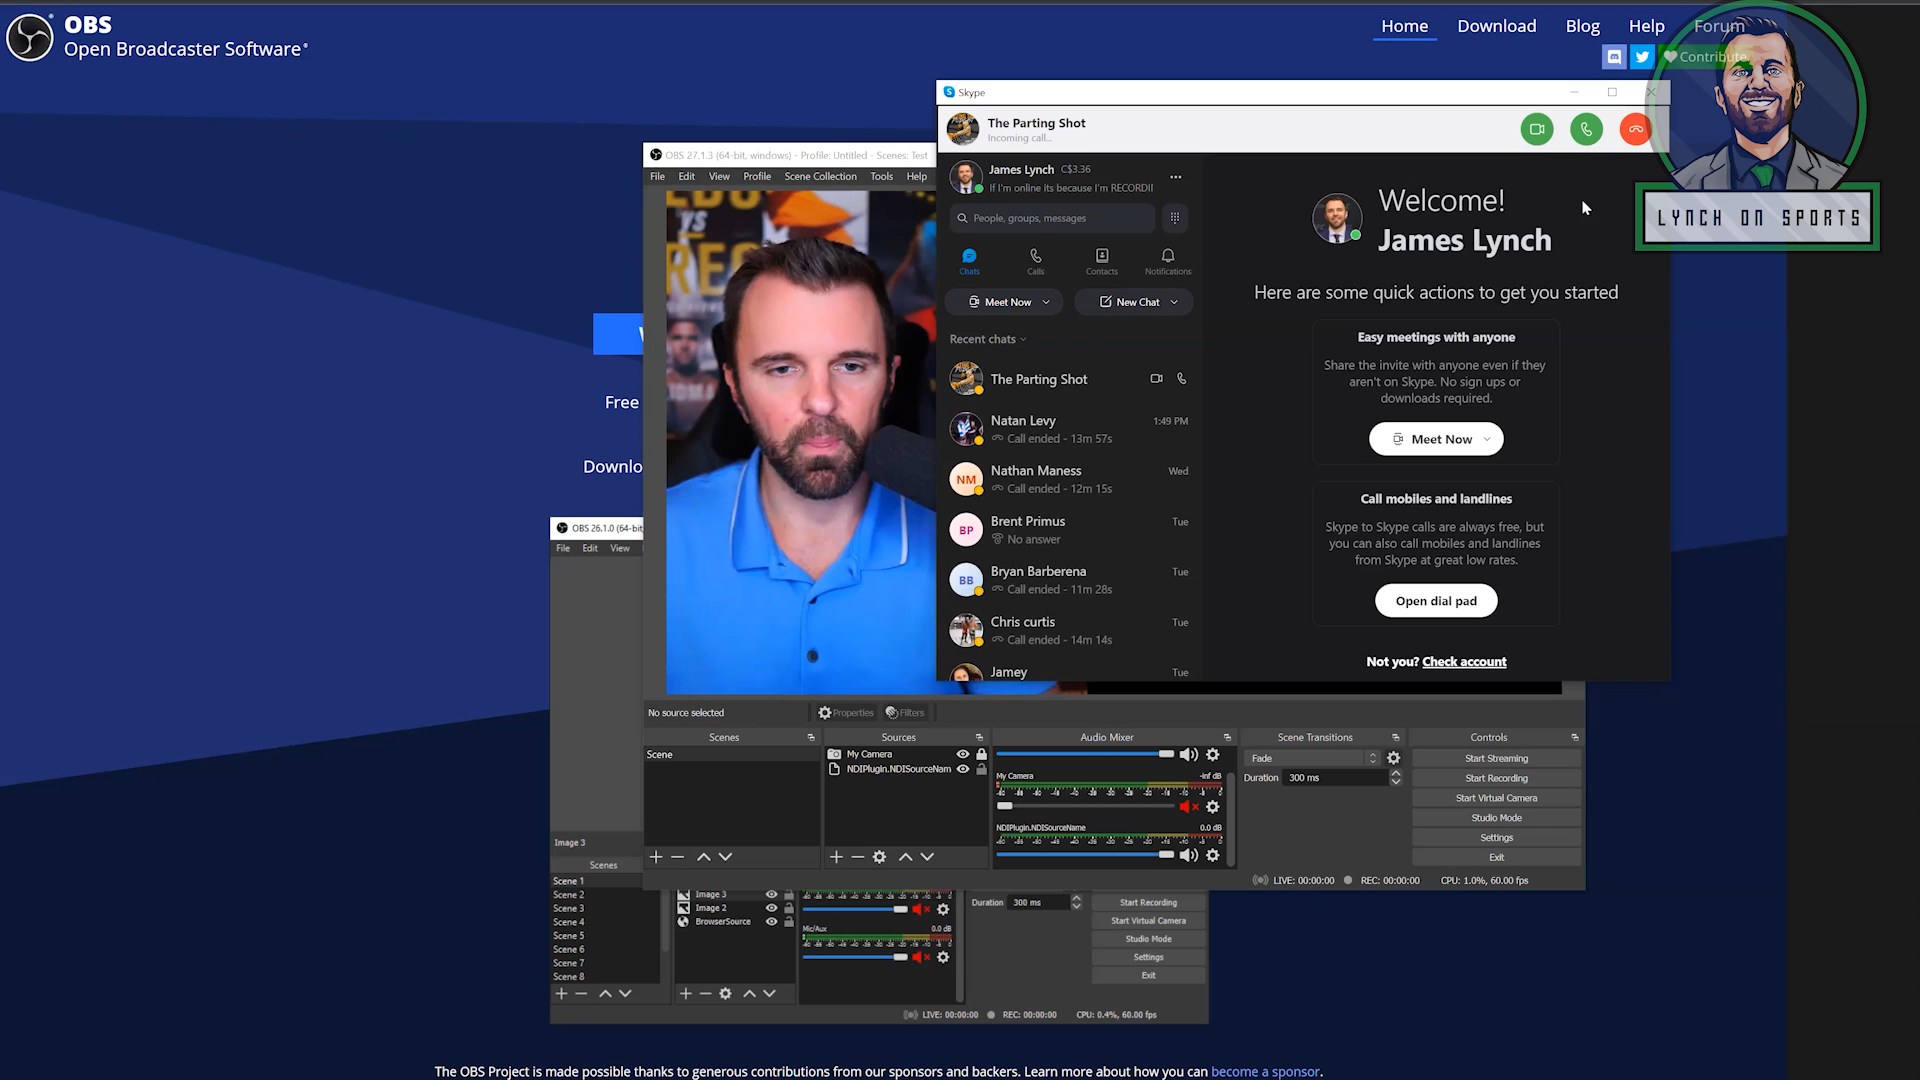 OBS
Open Broadcaster Software
Home
Download
Blog
Help
Forum
Contribute
Skype
The Parting Shot
Incoming call...
James Lynch C$3.36
If I'm online its because I'm RECORDII
People, groups, messages
Chats
Calls
Contacts
Notifications
Meet Now
New Chat
Recent chats
The Parting Shot
Natan Levy 1:49 PM
Call ended - 13m 57s
NM
Nathan Maness Wed
Call ended - 12m 15s
BP
Brent Primus Tue
No answer
BB
Bryan Barberena Tue
Call ended - 11m 28s
Chris curtis Tue
Call ended - 14m 14s
Jamey Tue
Welcome!
James Lynch
Here are some quick actions to get you started
Easy meetings with anyone
Share the invite with anyone even if they
aren't on Skype. No sign ups or
downloads required.
Meet Now
Call mobiles and landlines
Skype to Skype calls are always free, but
you can also call mobiles and landlines
from Skype at great low rates.
Open dial pad
Not you? Check account
LYNCH ON SPORTS
OBS 27.1.3 (64-bit, windows) - Profile: Untitled - Scenes: Test
File Edit View Profile Scene Collection Tools Help
VS
Free
Downlo
No source selected
Properties
Filters
Scenes
Scene
Sources
My Camera
NDIPlugin.NDISourceNam
Audio Mixer
My Camera -inf dB
NDIPlugin.NDISourceName 0.0 dB
Scene Transitions
Fade
Duration 300 ms
Controls
Start Streaming
Start Recording
Start Virtual Camera
Studio Mode
Settings
Exit
LIVE: 00:00:00 REC: 00:00:00 CPU: 1.0%, 60.00 fps
OBS 26.1.0 (64-bit,
File Edit View
Image 3
Scenes
Scene 1
Scene 2
Scene 3
Scene 4
Scene 5
Scene 6
Scene 7
Scene 8
Image 3
Image 2
BrowserSource
Mic/Aux 0.0 dB
Duration 300 ms
Start Recording
Start Virtual Camera
Studio Mode
Settings
Exit
LIVE: 00:00:00 REC: 00:00:00 CPU: 0.4%, 60.00 fps
The OBS Project is made possible thanks to generous contributions from our sponsors and backers. Learn more about how you can become a sponsor.